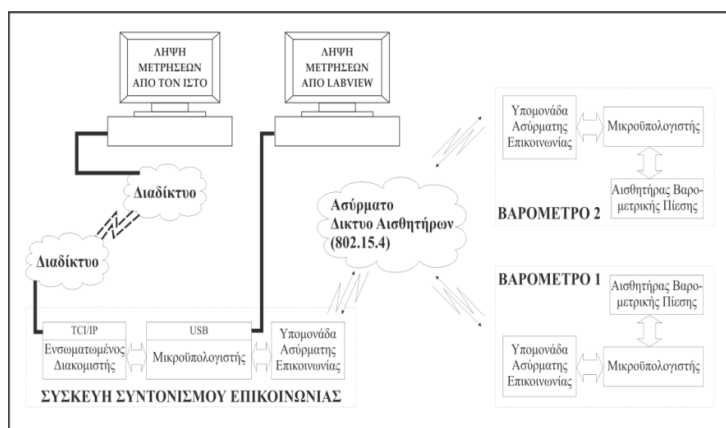 ΛΗΨΗ
ΜΕΤΡΗΣΕΩΝ
ΑΠΟ ΤΟΝ ΙΣΤΟ
ΛΗΨΗ
ΜΕΤΡΗΣΕΩΝ
ΑΠΟ LABVIEW
Διαδίκτυο
Διαδίκτυο
Ασύρματο
Δικτυο Αισθητήρων
(802.15.4)
Υπομονάδα
Ασύρματης
Επικοινωνίας
Μικροϋπολογιστής
Αισθητήρας Βαρο-
μετρικής Πίεσης
ΒΑΡΟΜΕΤΡΟ 2
ΒΑΡΟΜΕΤΡΟ 1
Αισθητήρας Βαρο-
μετρικής Πίεσης
Υπομονάδα
Ασύρματης
Επικοινωνίας
Μικροϋπολογιστής
TCI/IP
Ενσωματωμένος
Διακομιστής
USB
Μικροϋπολογιστής
Υπομονάδα
Ασύρματης
Επικοινωνίας
ΣΥΣΚΕΥΗ ΣΥΝΤΟΝΙΣΜΟΥ ΕΠΙΚΟΙΝΩΝΙΑΣ